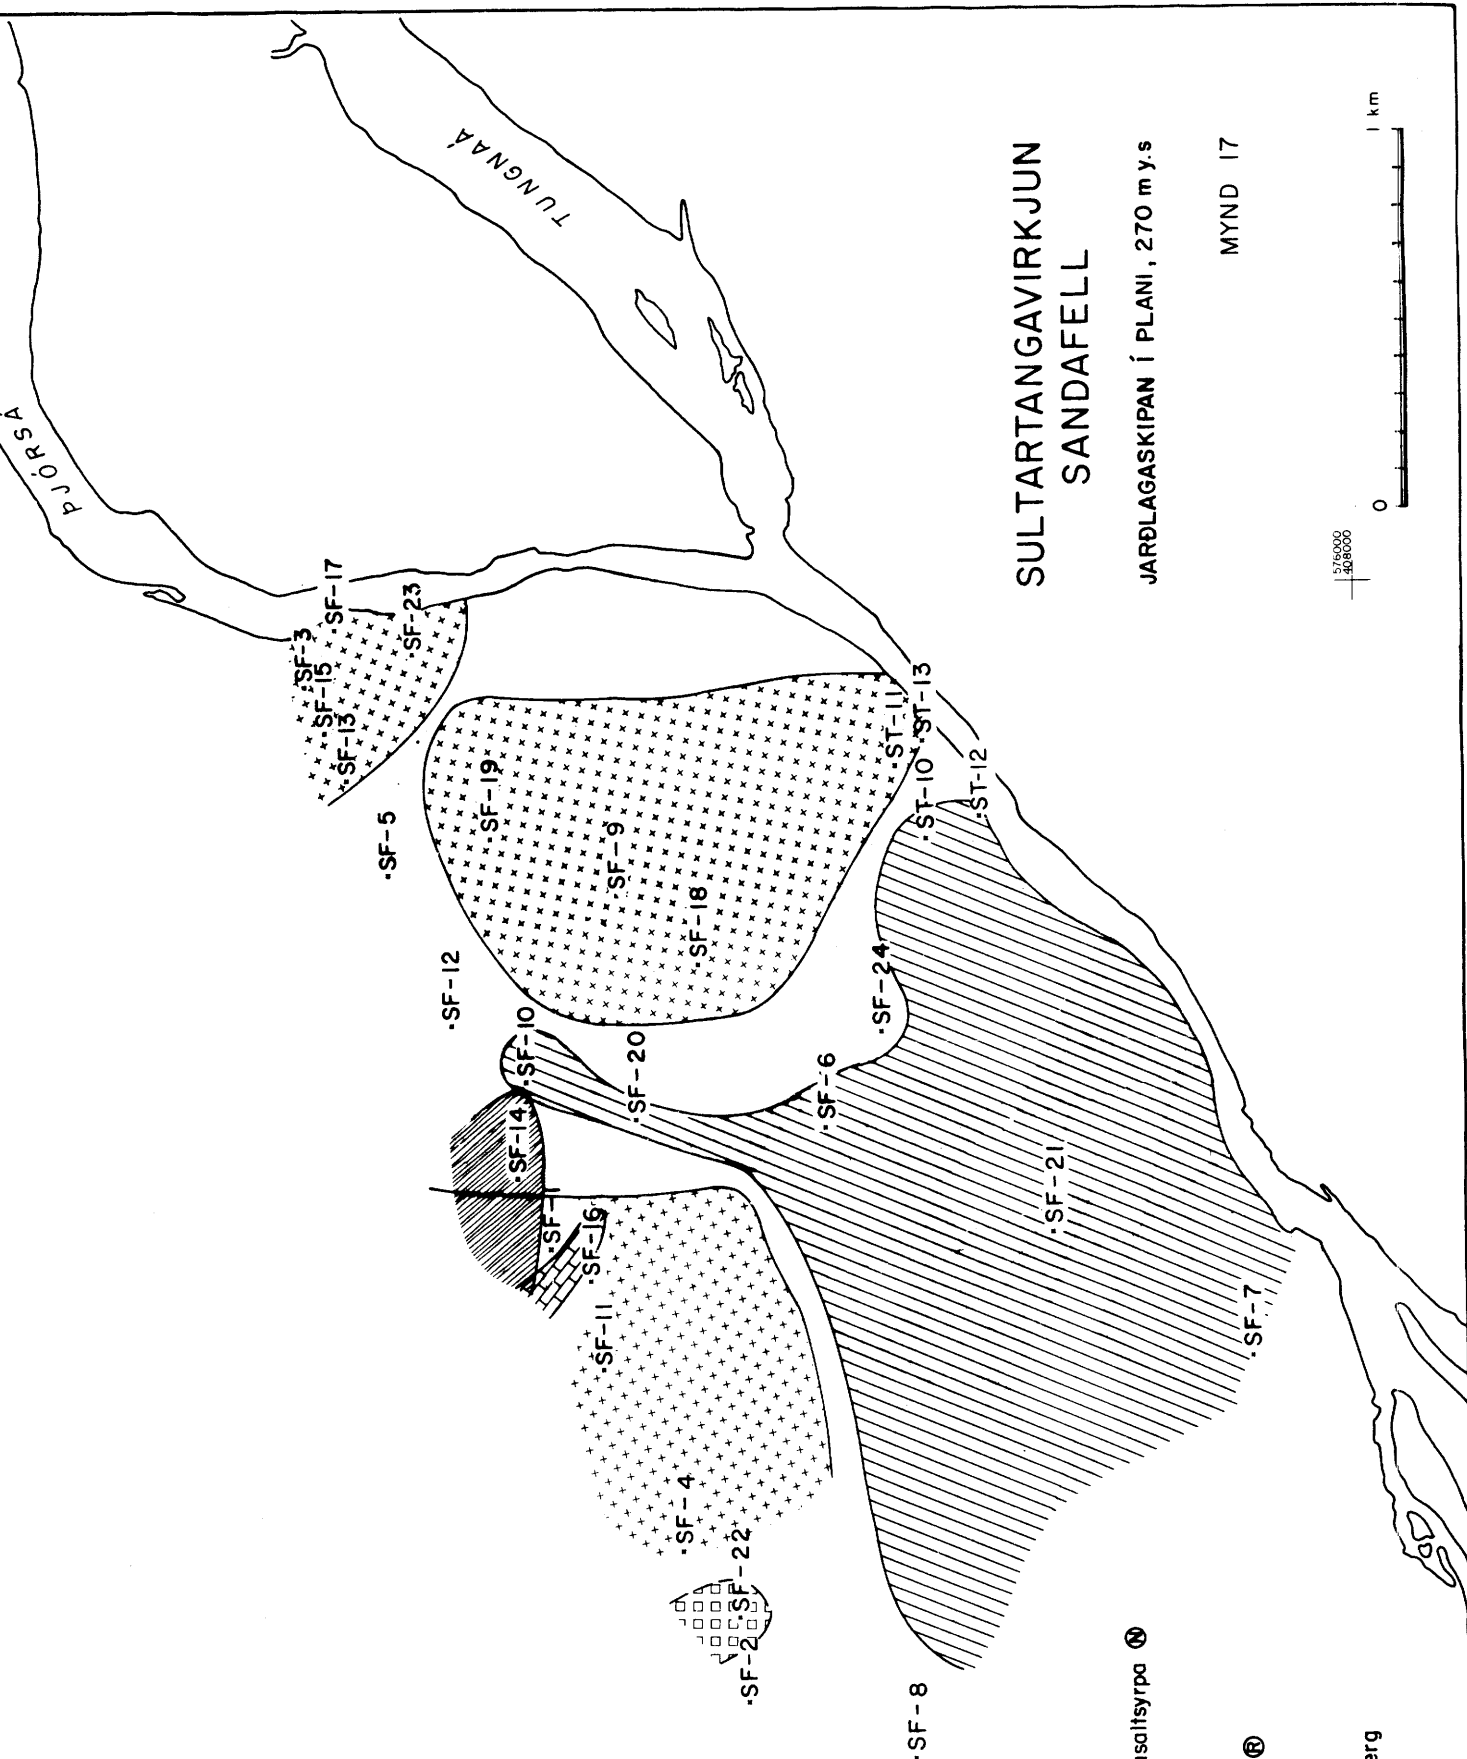 ÞJÓRSÁ
TUNGNAÁ
SULTARTANGAVIRKJUN
SANDAFELL
JARÐLAGASKIPAN Í PLANI, 270 m y.s
MYND 17
0
1 km
576000
408000
SF-3
SF-17
SF-15
SF-13
SF-23
SF-5
SF-19
SF-9
SF-18
SF-12
SF-10
SF-20
SF-14
SF-
SF-16
SF-11
SF-4
SF-22
SF-2
SF-8
SF-6
SF-24
SF-21
SF-7
ST-11
ST-13
ST-10
ST-12
saltsyrpa Ⓝ
Ⓡ
erg